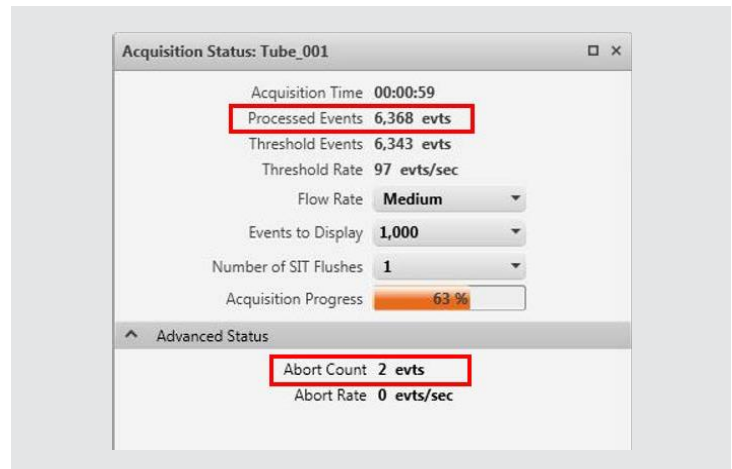 Acquisition Status: Tube_001
Acquisition Time 00:00:59
Processed Events 6,368 evts
Threshold Events 6,343 evts
Threshold Rate 97 evts/sec
Flow Rate Medium
Events to Display 1,000
Number of SIT Flushes 1
Acquisition Progress 63 %
Advanced Status
Abort Count 2 evts
Abort Rate 0 evts/sec